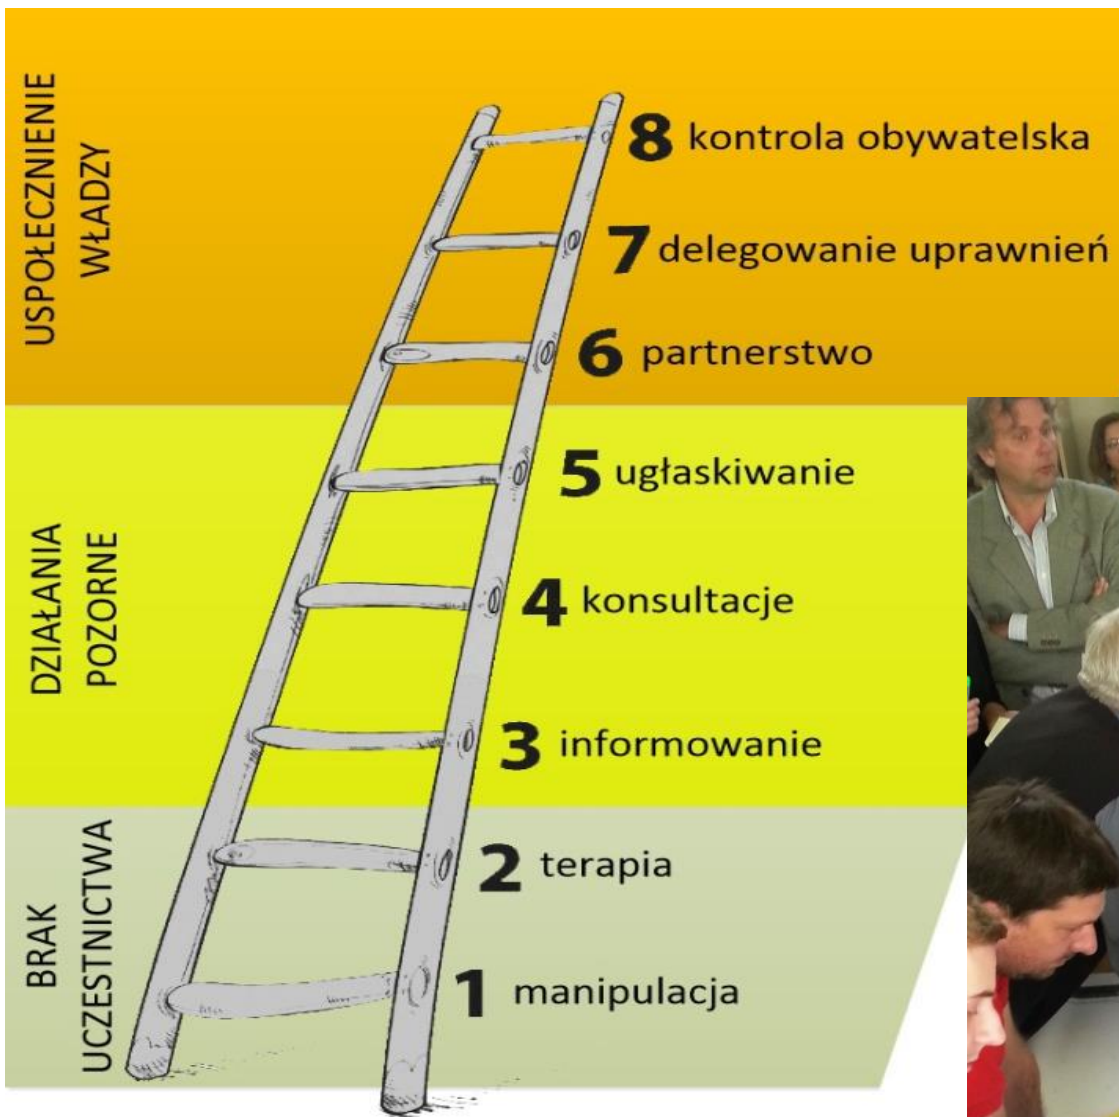 USPOŁECZNIENIE
WŁADZY
8 kontrola obywatelska
7 delegowanie uprawnień
6 partnerstwo
DZIAŁANIA
POZORNE
5 ugłaskiwanie
4 konsultacje
3 informowanie
BRAK
UCZESTNICTWA
2 terapia
1 manipulacja